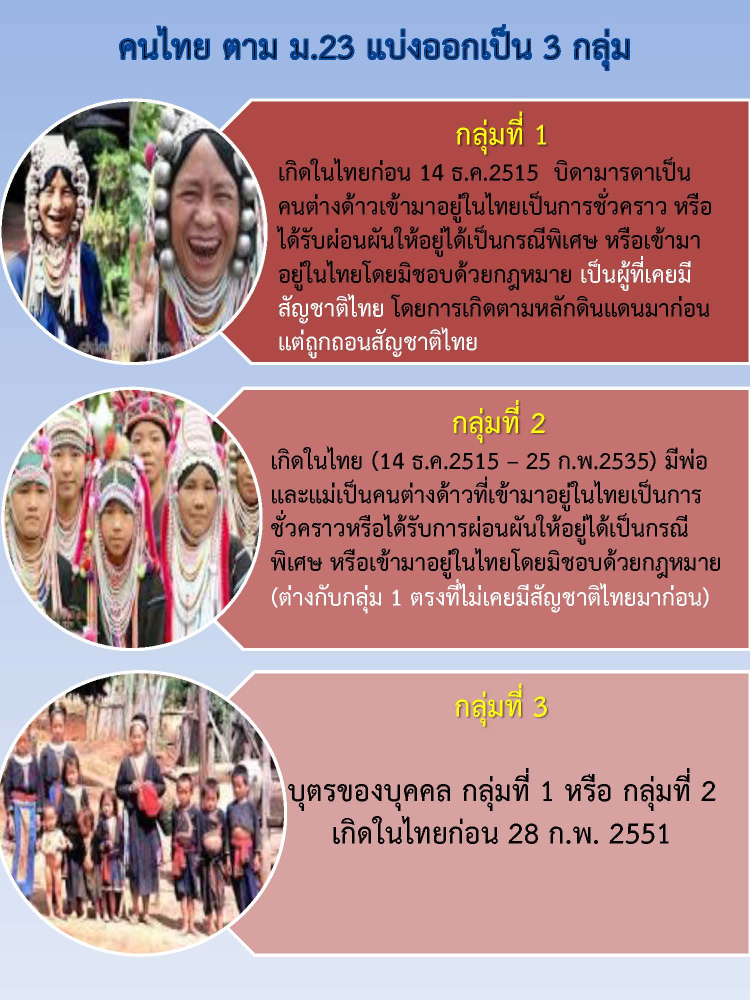 คนไทย ตาม ม.23 แบ่งออกเป็น 3 กลุ่ม
กลุ่มที่ 1
เกิดในไทยก่อน 14 ธ.ค.2515 บิดามารดาเป็น
คนต่างด้าวเข้ามาอยู่ในไทยเป็นการชั่วคราว หรือ
ได้รับผ่อนผันให้อยู่ได้เป็นกรณีพิเศษ หรือเข้ามา
อยู่ในไทยโดยมิชอบด้วยกฎหมาย เป็นผู้ที่เคยมี
สัญชาติไทย โดยการเกิดตามหลักดินแดนมาก่อน
แต่ถูกถอนสัญชาติไทย
กลุ่มที่ 2
เกิดในไทย (14 ธ.ค.2515 – 25 ก.พ.2535) มีพ่อ
และแม่เป็นคนต่างด้าวที่เข้ามาอยู่ในไทยเป็นการ
ชั่วคราวหรือได้รับการผ่อนผันให้อยู่ได้เป็นกรณี
พิเศษ หรือเข้ามาอยู่ในไทยโดยมิชอบด้วยกฎหมาย
(ต่างกับกลุ่ม 1 ตรงที่ไม่เคยมีสัญชาติไทยมาก่อน)
กลุ่มที่ 3
บุตรของบุคคล กลุ่มที่ 1 หรือ กลุ่มที่ 2
เกิดในไทยก่อน 28 ก.พ. 2551